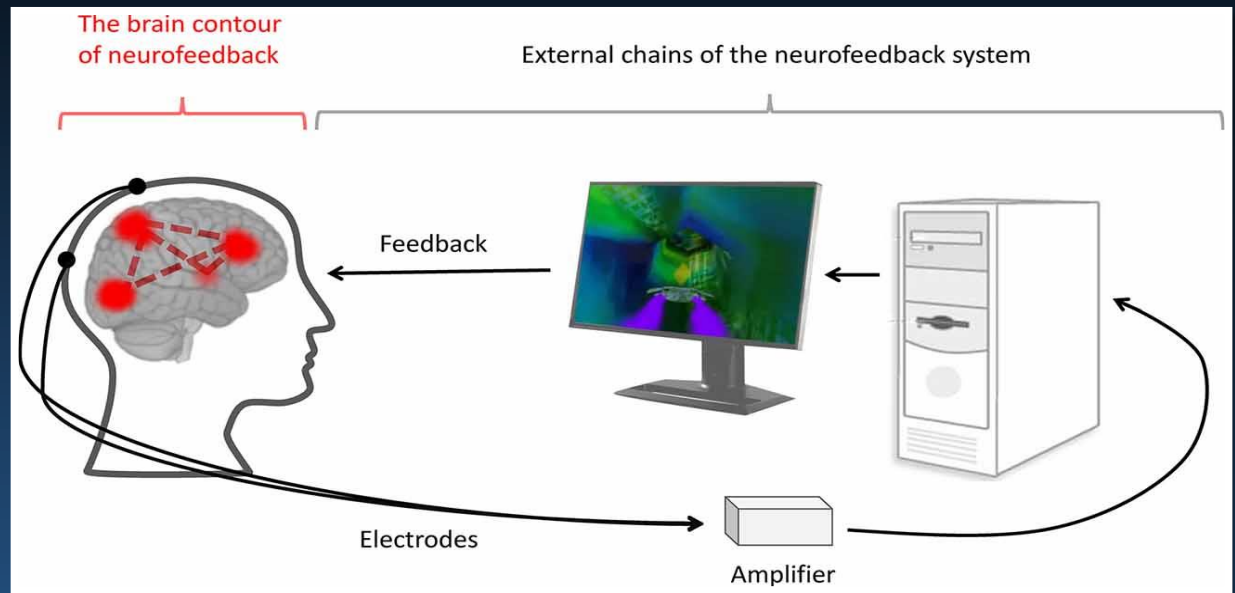 The brain contour
of neurofeedback
External chains of the neurofeedback system
Feedback
Electrodes
Amplifier